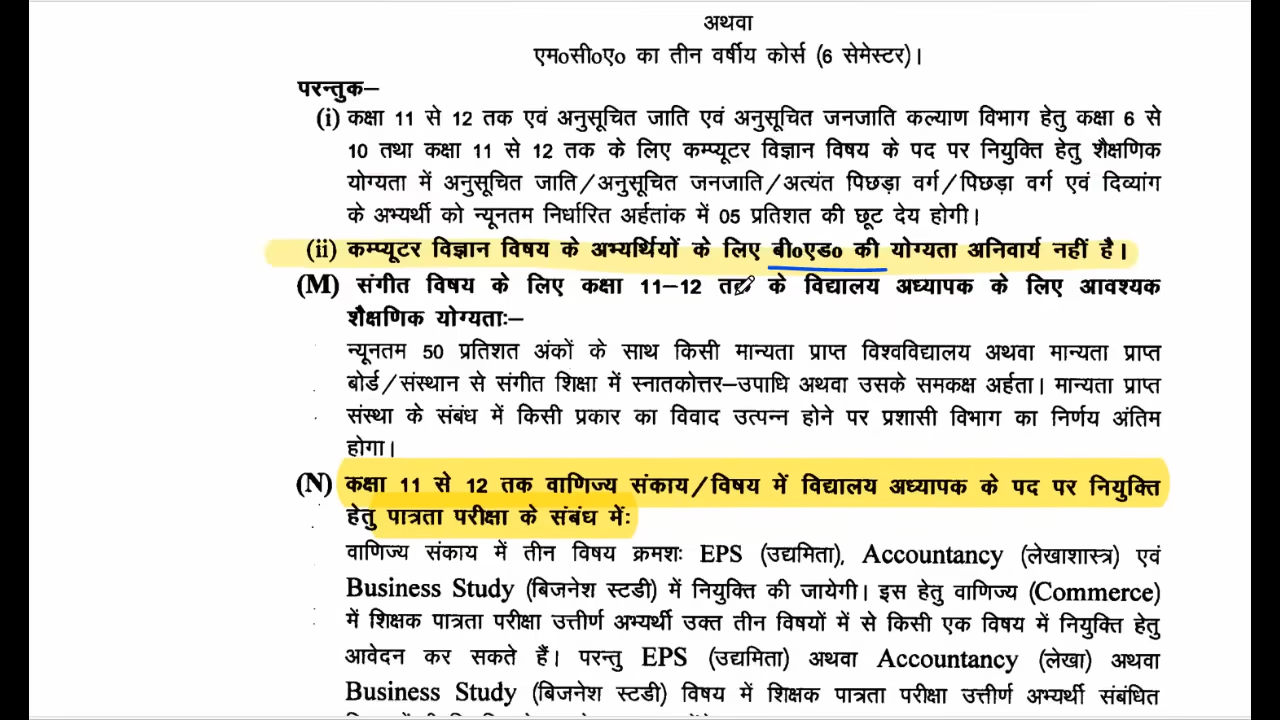 अथवा
एम०सी०ए० का तीन वर्षीय कोर्स (6 सेमेस्टर)।
परन्तुक–
(i) कक्षा 11 से 12 तक एवं अनुसूचित जाति एवं अनुसूचित जनजाति कल्याण विभाग हेतु कक्षा 6 से
10 तथा कक्षा 11 से 12 तक के लिए कम्प्यूटर विज्ञान विषय के पद पर नियुक्ति हेतु शैक्षणिक
योग्यता में अनुसूचित जाति/अनुसूचित जनजाति/अत्यंत पिछड़ा वर्ग/पिछड़ा वर्ग एवं दिव्यांग
के अभ्यर्थी को न्यूनतम निर्धारित अर्हतांक में 05 प्रतिशत की छूट देय होगी।
(ii) कम्प्यूटर विज्ञान विषय के अभ्यर्थियों के लिए बी०एड० की योग्यता अनिवार्य नहीं है।
(M) संगीत विषय के लिए कक्षा 11–12 तक के विद्यालय अध्यापक के लिए आवश्यक
शैक्षणिक योग्यताः–
न्यूनतम 50 प्रतिशत अंकों के साथ किसी मान्यता प्राप्त विश्वविद्यालय अथवा मान्यता प्राप्त
बोर्ड/संस्थान से संगीत शिक्षा में स्नातकोत्तर–उपाधि अथवा उसके समकक्ष अर्हता। मान्यता प्राप्त
संस्था के संबंध में किसी प्रकार का विवाद उत्पन्न होने पर प्रशासी विभाग का निर्णय अंतिम
होगा।
(N) कक्षा 11 से 12 तक वाणिज्य संकाय/विषय में विद्यालय अध्यापक के पद पर नियुक्ति
हेतु पात्रता परीक्षा के संबंध में:
वाणिज्य संकाय में तीन विषय क्रमशः EPS (उद्यमिता), Accountancy (लेखाशास्त्र) एवं
Business Study (बिजनेश स्टडी) में नियुक्ति की जायेगी। इस हेतु वाणिज्य (Commerce)
में शिक्षक पात्रता परीक्षा उत्तीर्ण अभ्यर्थी उक्त तीन विषयों में से किसी एक विषय में नियुक्ति हेतु
आवेदन कर सकते हैं। परन्तु EPS (उद्यमिता) अथवा Accountancy (लेखा) अथवा
Business Study (बिजनेश स्टडी) विषय में शिक्षक पात्रता परीक्षा उत्तीर्ण अभ्यर्थी संबंधित